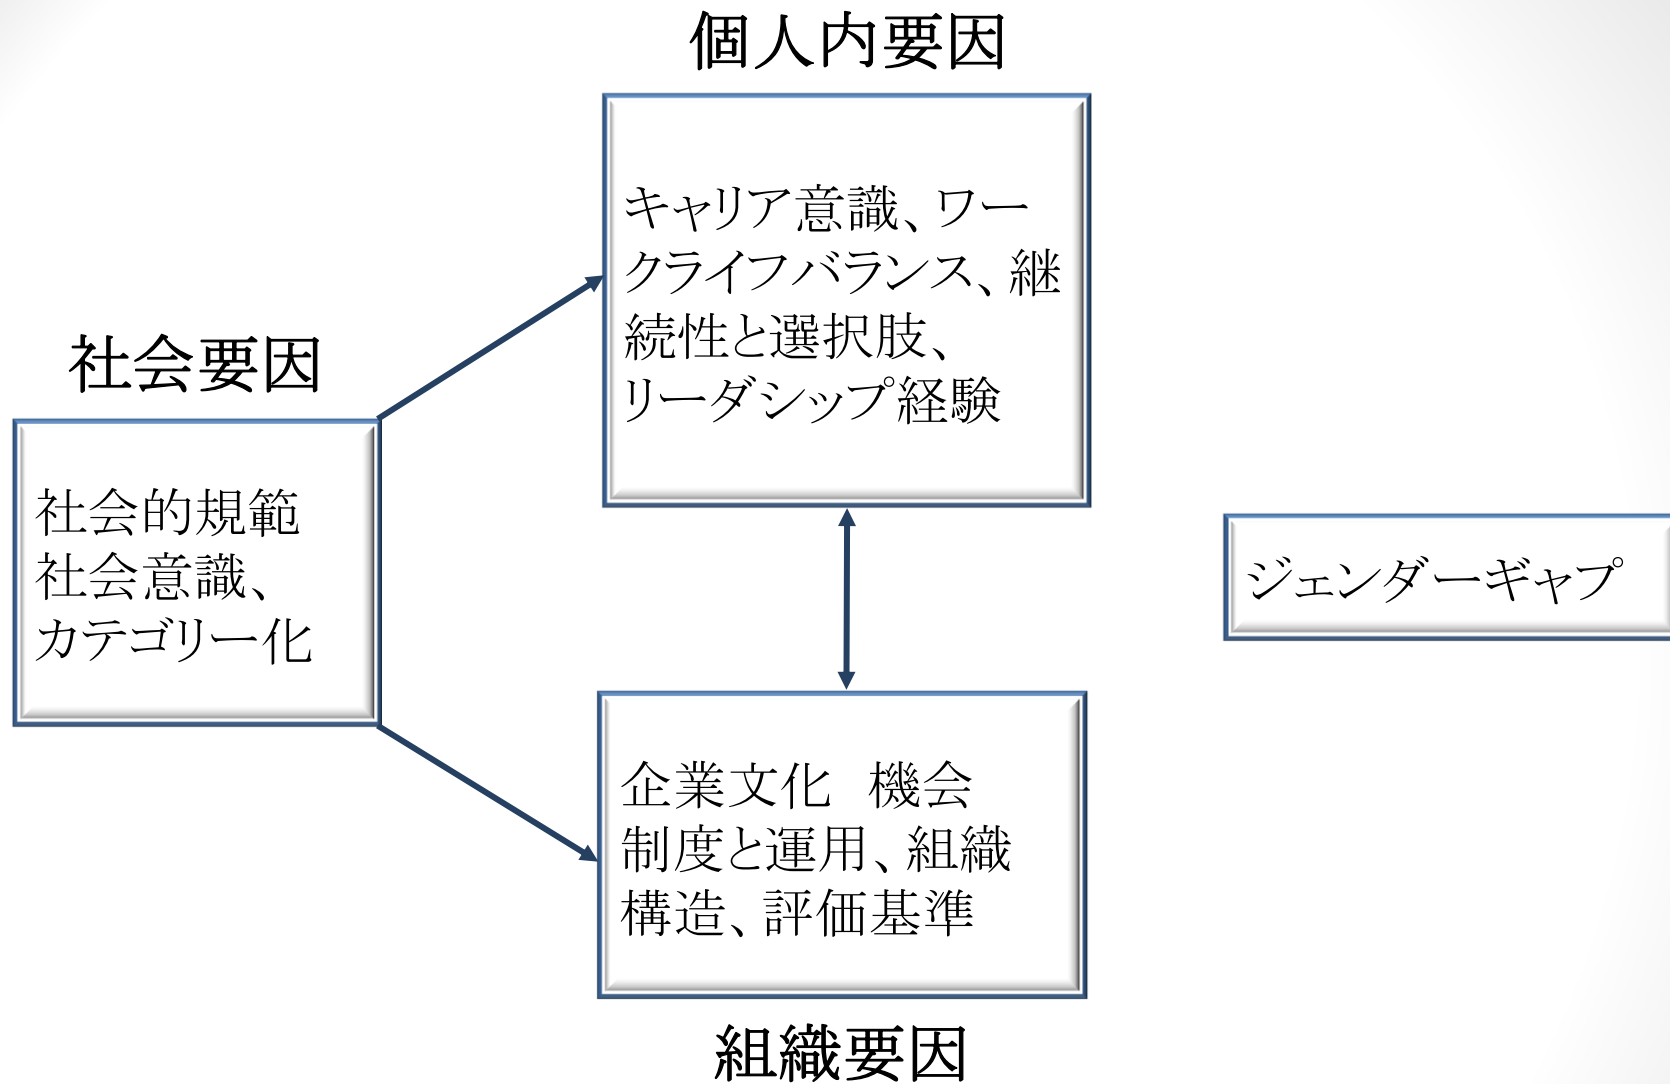 個人内要因
キャリア意識、ワー
クライフバランス、継
続性と選択肢、
リーダシップ経験
社会要因
社会的規範
社会意識、
カテゴリー化
ジェンダーギャプ
企業文化　機会
制度と運用、組織
構造、評価基準
組織要因